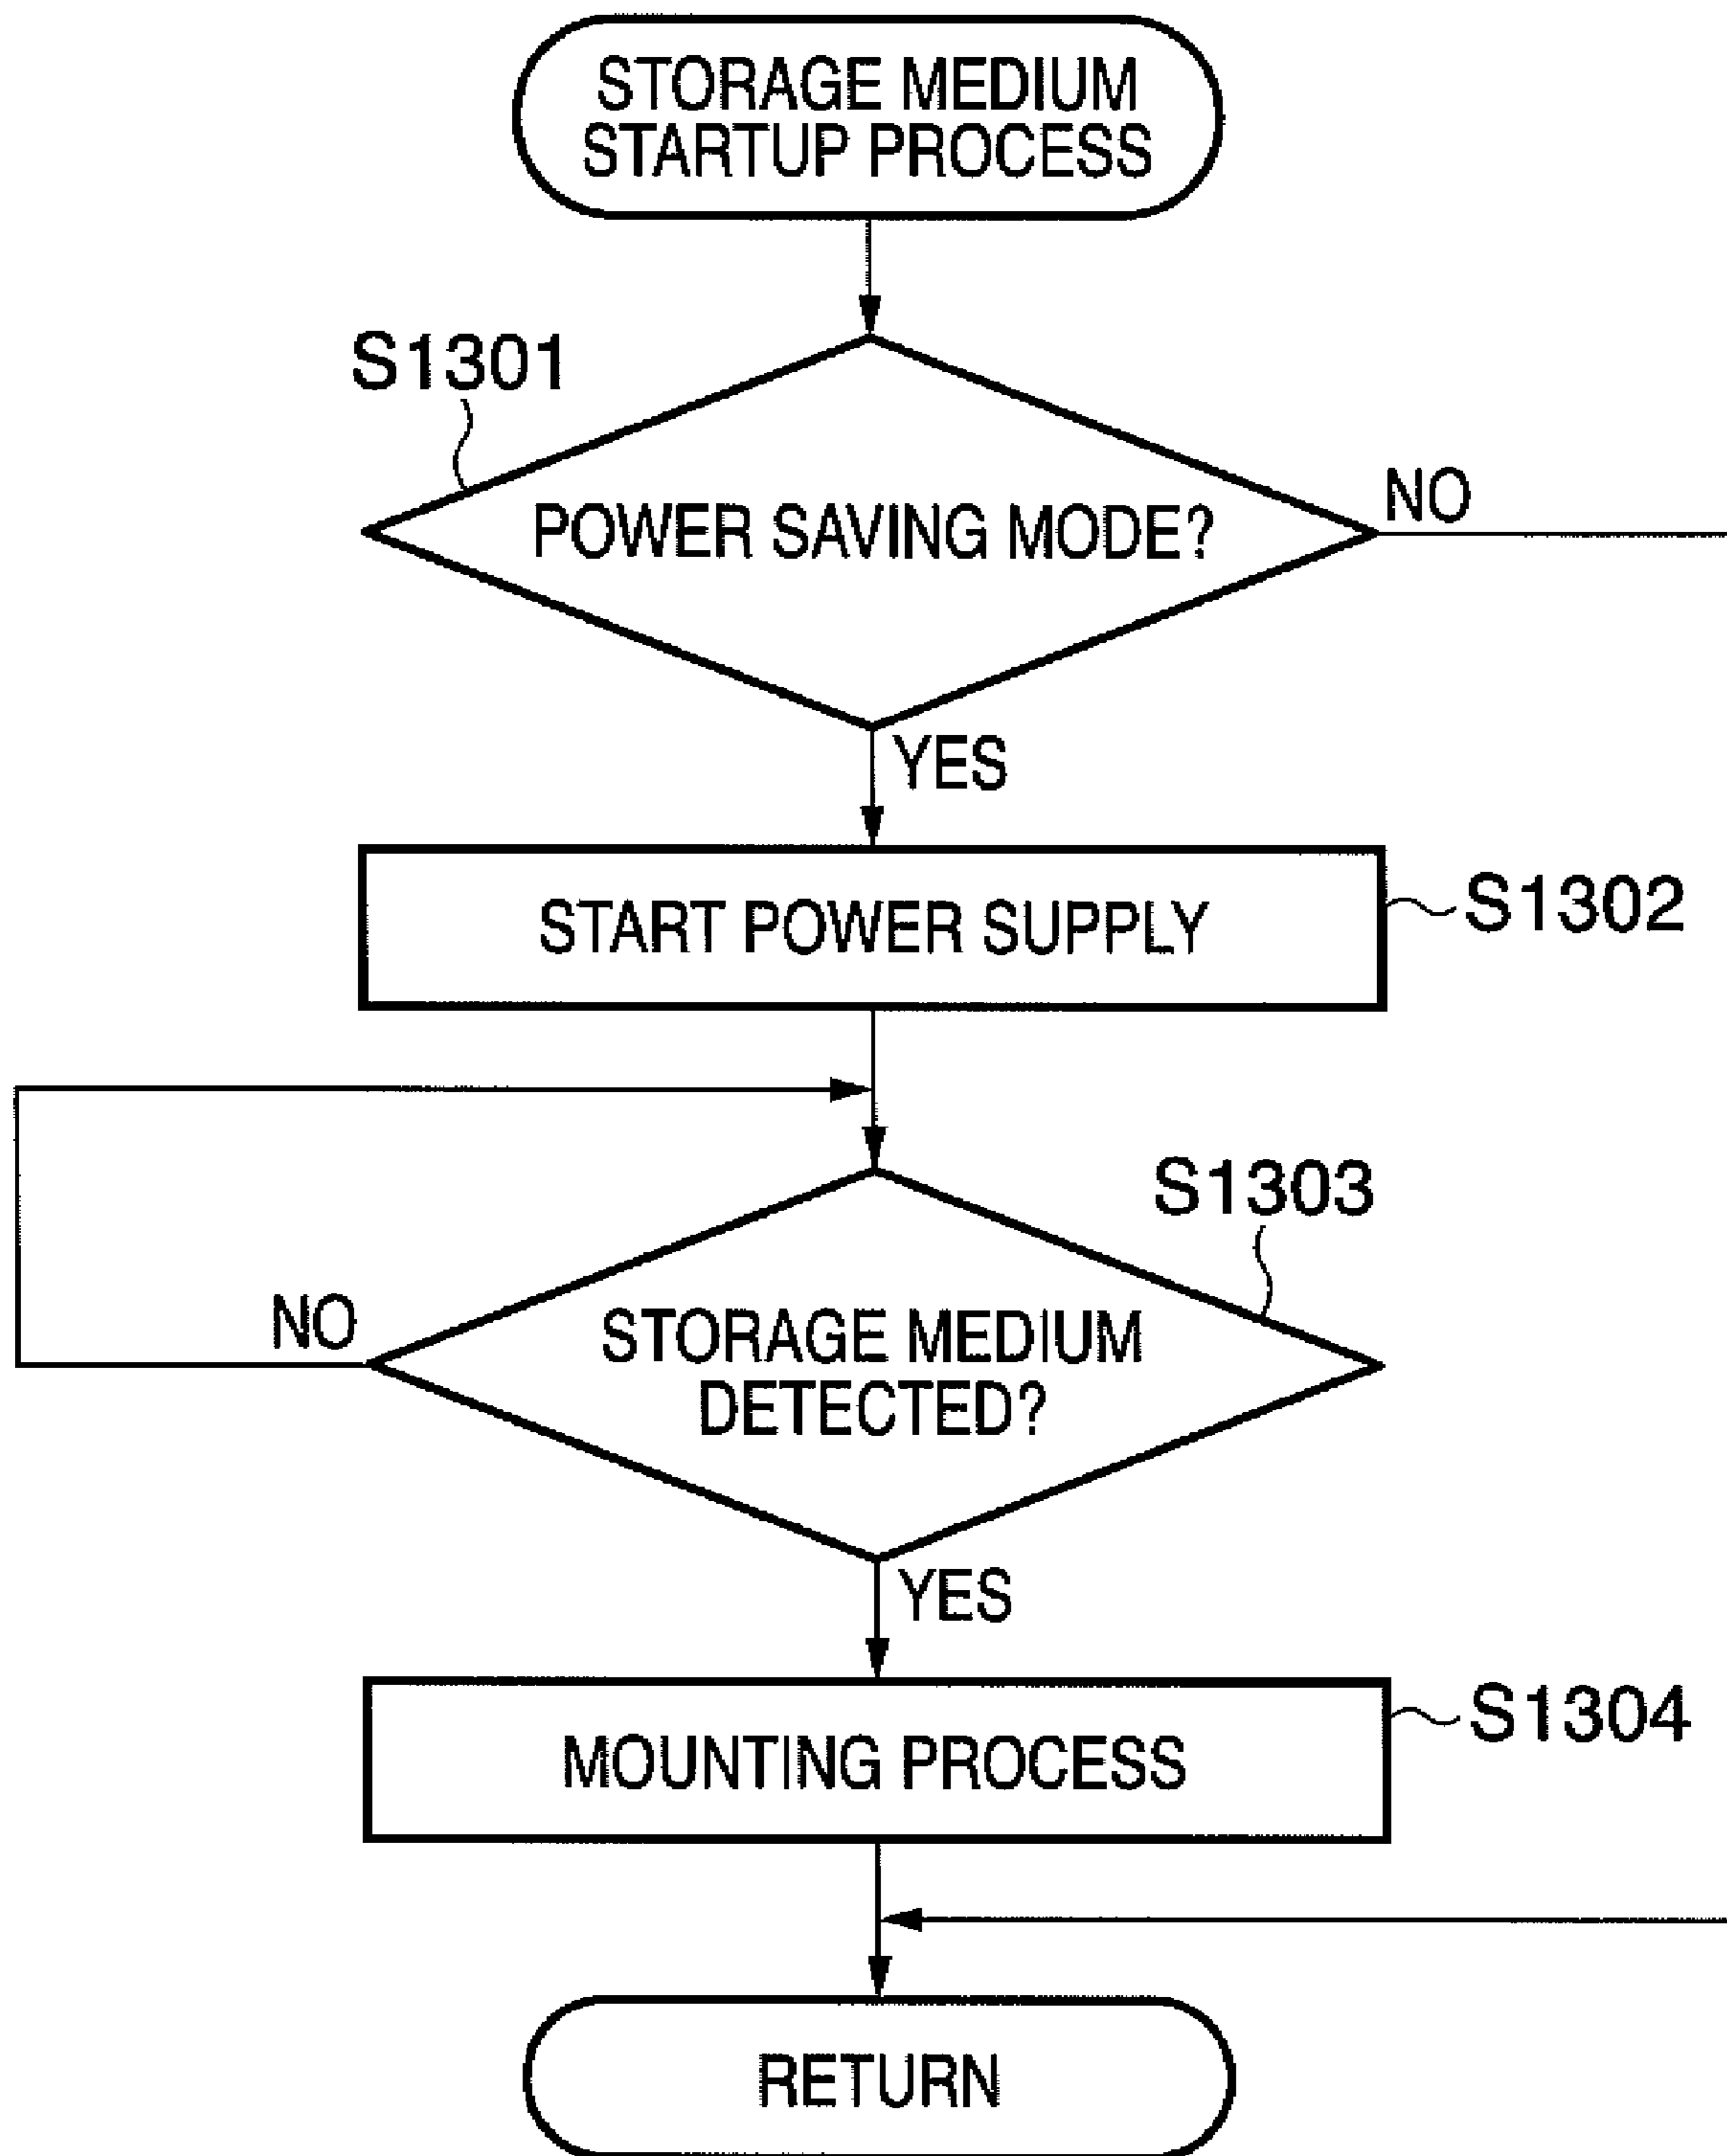 STORAGE MEDIUM
STARTUP PROCESS
S1301
POWER SAVING MODE?
NO
YES
START POWER SUPPLY
S1302
S1303
STORAGE MEDIUM
DETECTED?
NO
YES
MOUNTING PROCESS
S1304
RETURN